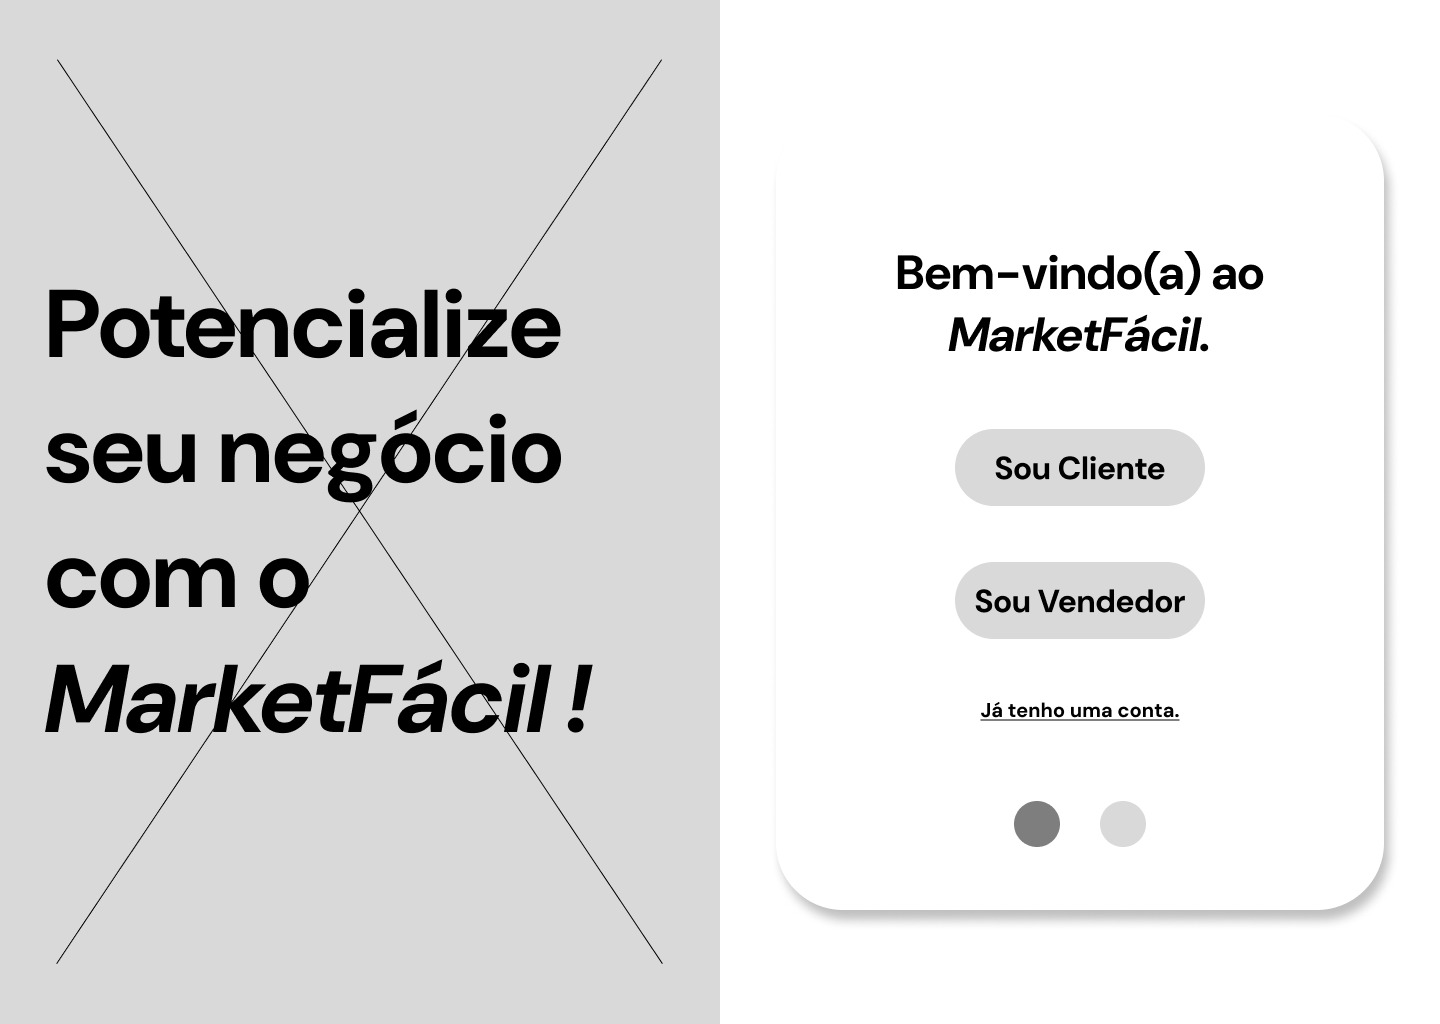 Potencialize
seu negócio
com o
MarketFácil !
Bem-vindo(a) ao
MarketFácil.
Sou Cliente
Sou Vendedor
Já tenho uma conta.